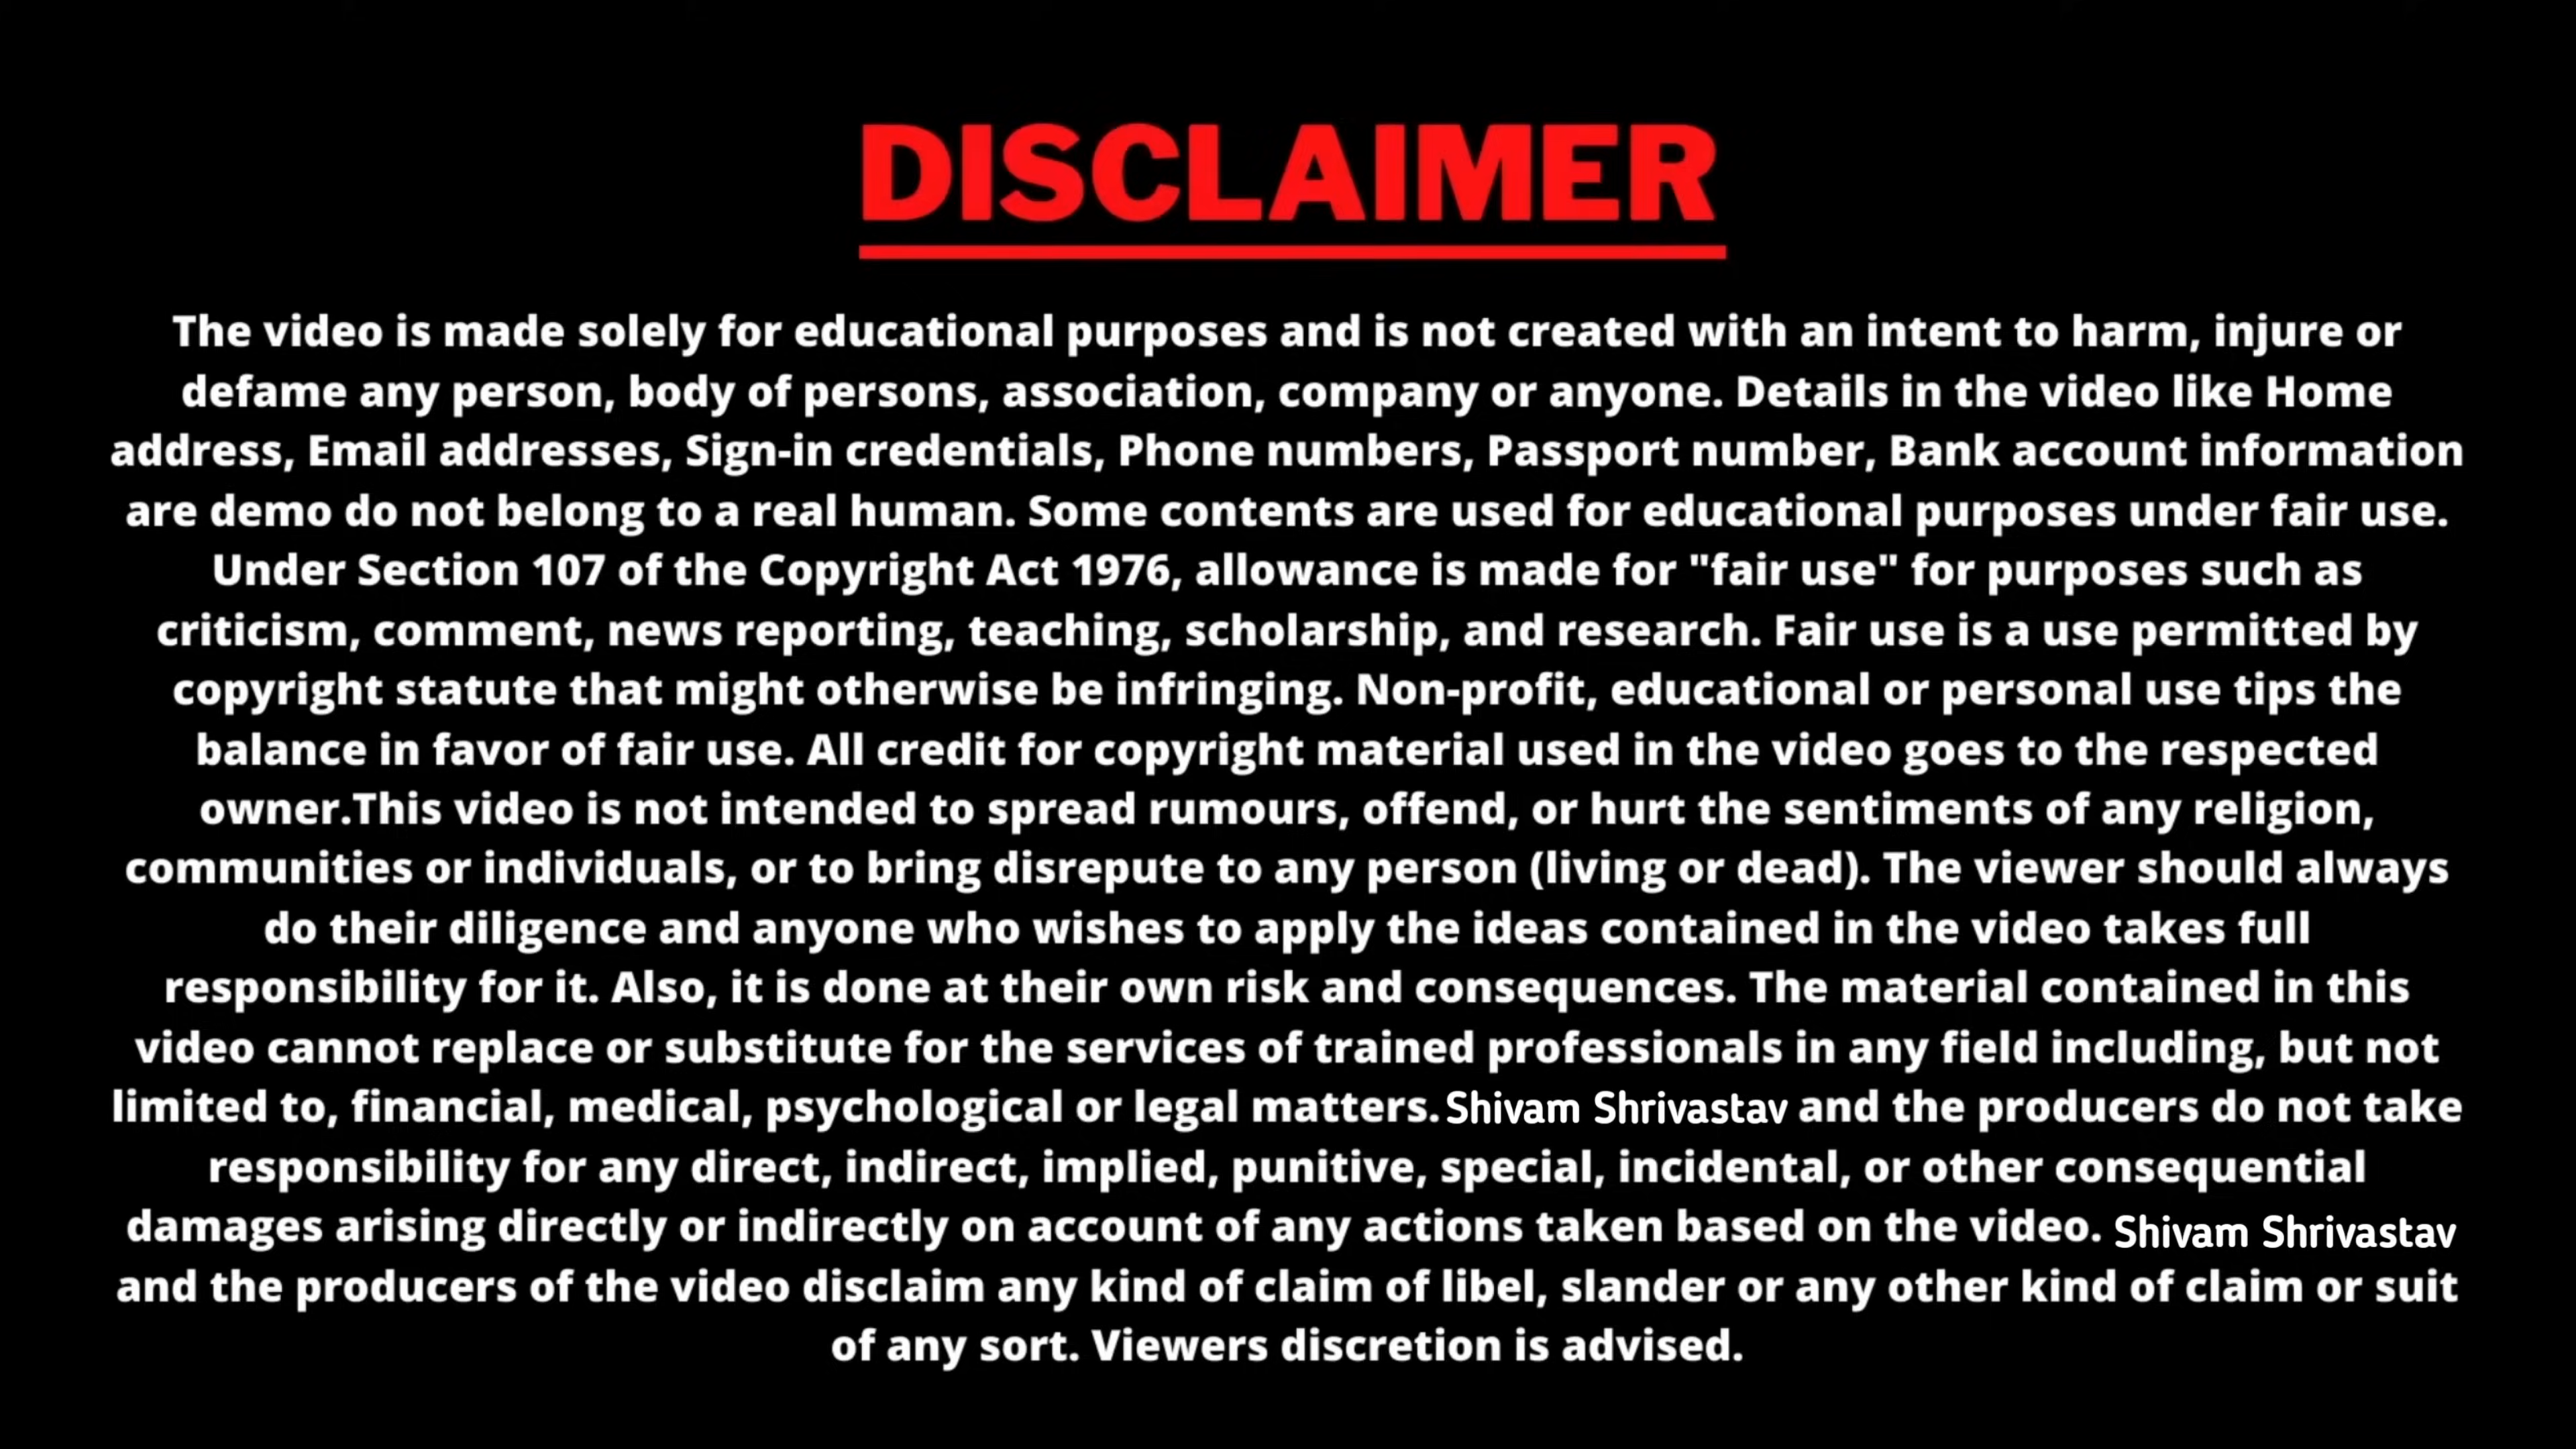 DISCLAIMER
The video is made solely for educational purposes and is not created with an intent to harm, injure or
defame any person, body of persons, association, company or anyone. Details in the video like Home
address, Email addresses, Sign-in credentials, Phone numbers, Passport number, Bank account information
are demo do not belong to a real human. Some contents are used for educational purposes under fair use.
Under Section 107 of the Copyright Act 1976, allowance is made for "fair use" for purposes such as
criticism, comment, news reporting, teaching, scholarship, and research. Fair use is a use permitted by
copyright statute that might otherwise be infringing. Non-profit, educational or personal use tips the
balance in favor of fair use. All credit for copyright material used in the video goes to the respected
owner.This video is not intended to spread rumours, offend, or hurt the sentiments of any religion,
communities or individuals, or to bring disrepute to any person (living or dead). The viewer should always
do their diligence and anyone who wishes to apply the ideas contained in the video takes full
responsibility for it. Also, it is done at their own risk and consequences. The material contained in this
video cannot replace or substitute for the services of trained professionals in any field including, but not
limited to, financial, medical, psychological or legal matters. Shivam Shrivastav and the producers do not take
responsibility for any direct, indirect, implied, punitive, special, incidental, or other consequential
damages arising directly or indirectly on account of any actions taken based on the video. Shivam Shrivastav
and the producers of the video disclaim any kind of claim of libel, slander or any other kind of claim or suit
of any sort. Viewers discretion is advised.